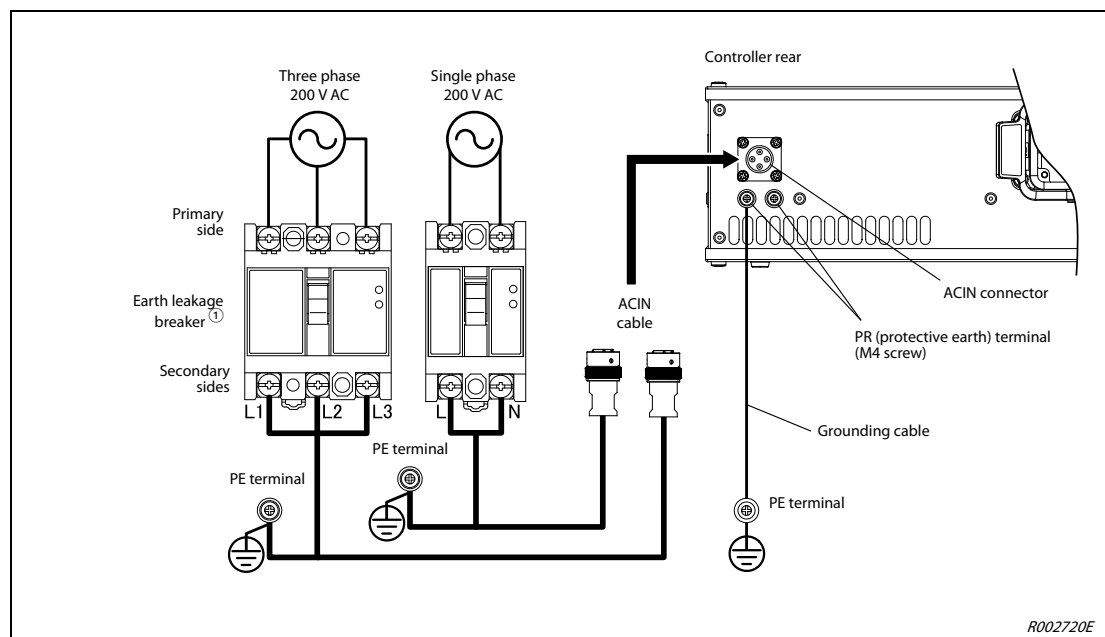 Controller rear
Three phase
200 V AC
Single phase
200 V AC
Primary
side
Earth leakage
breaker ①
Secondary
sides
L1
L2
L3
L
N
ACIN
cable
ACIN connector
PR (protective earth) terminal
(M4 screw)
Grounding cable
PE terminal
PE terminal
PE terminal
R002720E